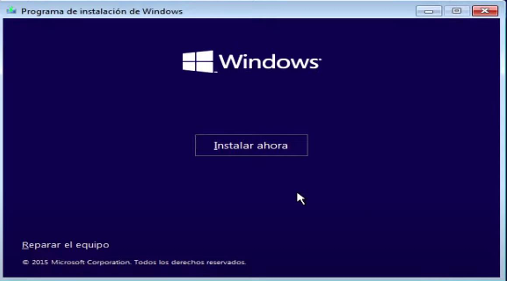 Programa de instalación de Windows
Windows
Instalar ahora
Reparar el equipo
© 2015 Microsoft Corporation. Todos los derechos reservados.